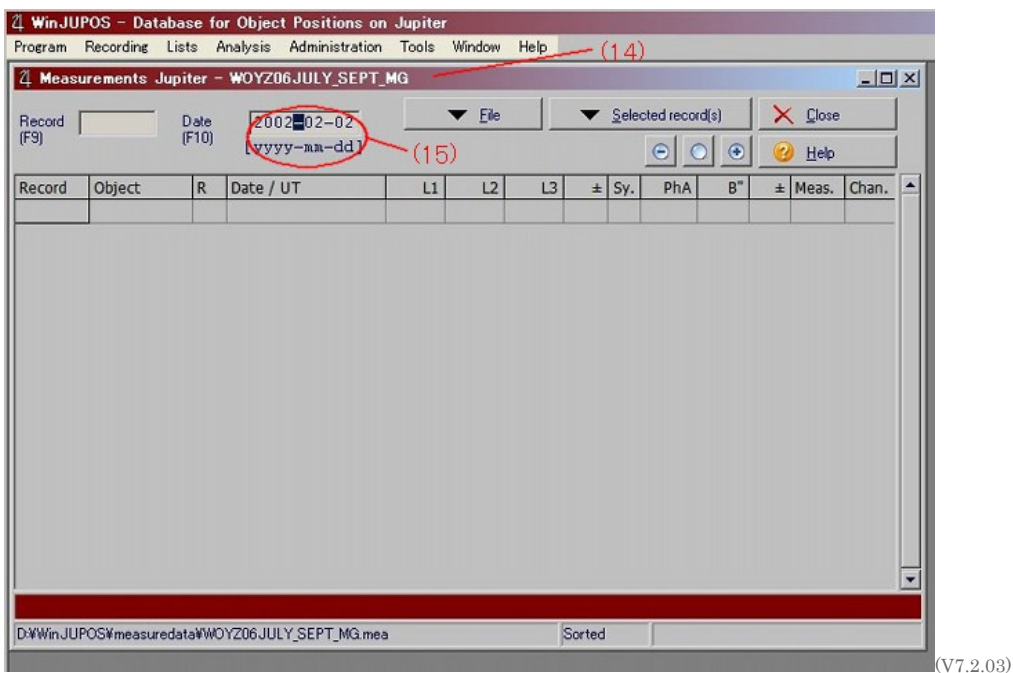 WinJUPOS - Database for Object Positions on Jupiter
Program Recording Lists Analysis Administration Tools Window Help
(14)
Measurements Jupiter - WOYZ06JULY_SEPT_MG
Record (F9)
Date (F10)
2002-02-02
[yyyy-mm-dd]
(15)
File
Selected record(s)
Close
Help
Record Object R Date / UT L1 L2 L3 ± Sy. PhA B" ± Meas. Chan.
D:¥WinJUPOS¥measuredata¥WOYZ06JULY_SEPT_MG.mea Sorted
(V7.2.03)